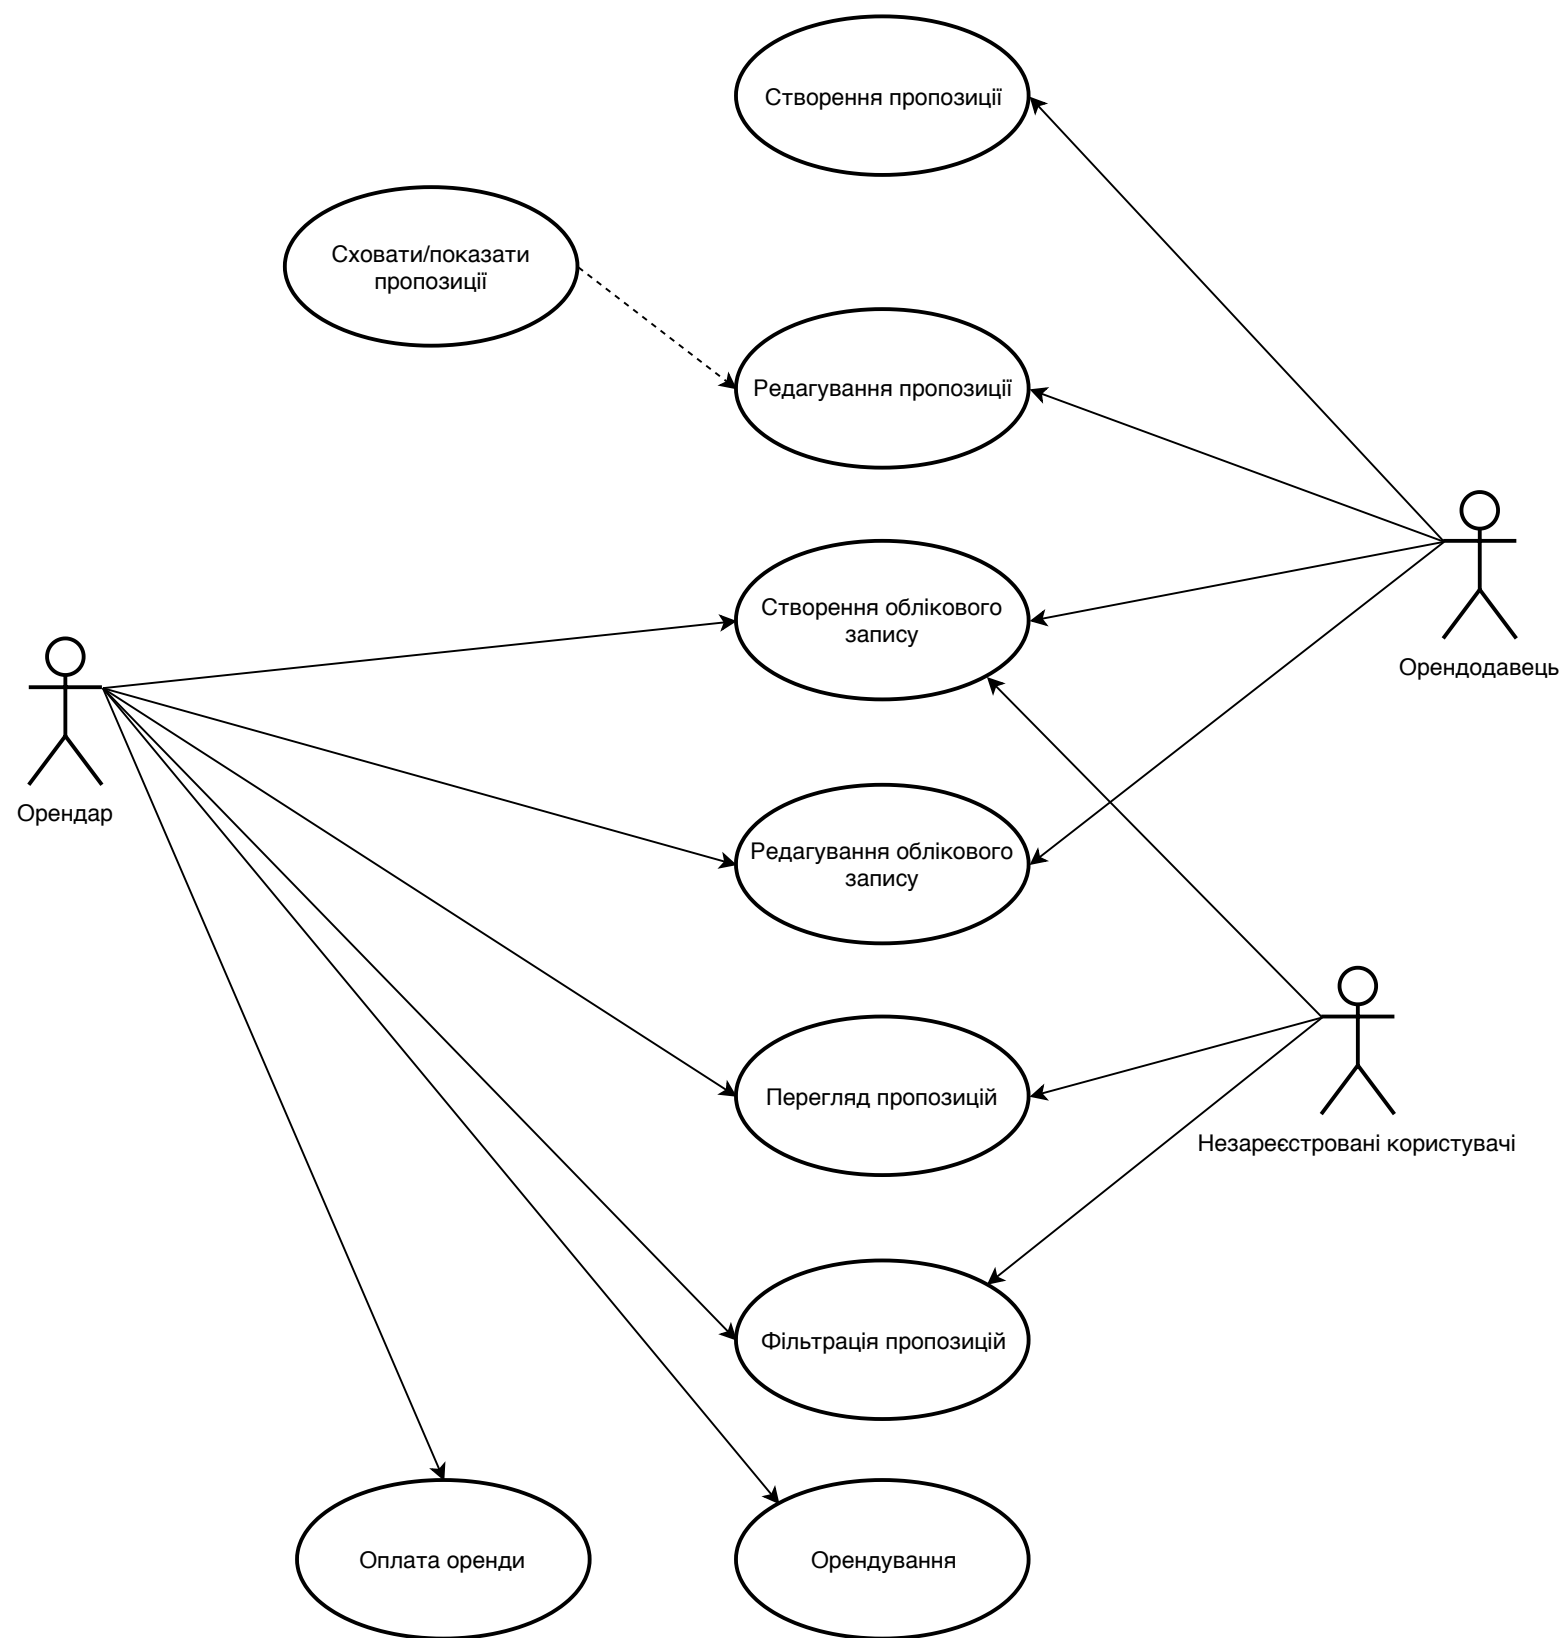 Створення пропозиції
Сховати/показати
пропозиції
Редагування пропозиції
Створення облікового
запису
Орендодавець
Орендар
Редагування облікового
запису
Перегляд пропозицій
Незареєстровані користувачі
Фільтрація пропозицій
Оплата оренди
Орендування